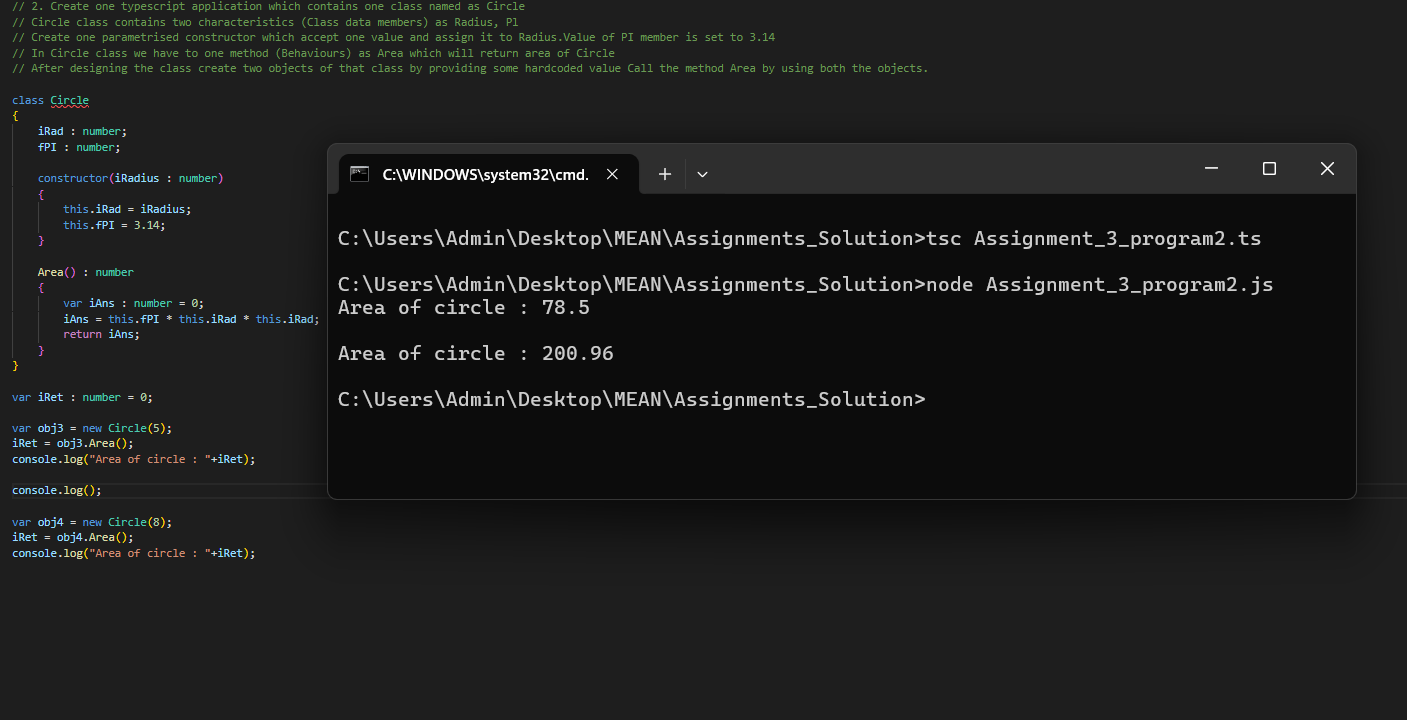 // 2. Create one typescript application which contains one class named as Circle
// Circle class contains two characteristics (Class data members) as Radius, Pl
// Create one parametrised constructor which accept one value and assign it to Radius.Value of PI member is set to 3.14
// In Circle class we have to one method (Behaviours) as Area which will return area of Circle
// After designing the class create two objects of that class by providing some hardcoded value Call the method Area by using both the objects.
class Circle
{
iRad : number;
fPI : number;
constructor(iRadius : number)
{
this.iRad = iRadius;
this.fPI = 3.14;
}
Area() : number
{
var iAns : number = 0;
iAns = this.fPI * this.iRad * this.iRad;
return iAns;
}
}
var iRet : number = 0;
var obj3 = new Circle(5);
iRet = obj3.Area();
console.log("Area of circle : "+iRet);
console.log();
var obj4 = new Circle(8);
iRet = obj4.Area();
console.log("Area of circle : "+iRet);
C:\WINDOWS\system32\cmd.
C:\Users\Admin\Desktop\MEAN\Assignments_Solution>tsc Assignment_3_program2.ts
C:\Users\Admin\Desktop\MEAN\Assignments_Solution>node Assignment_3_program2.js
Area of circle : 78.5
Area of circle : 200.96
C:\Users\Admin\Desktop\MEAN\Assignments_Solution>